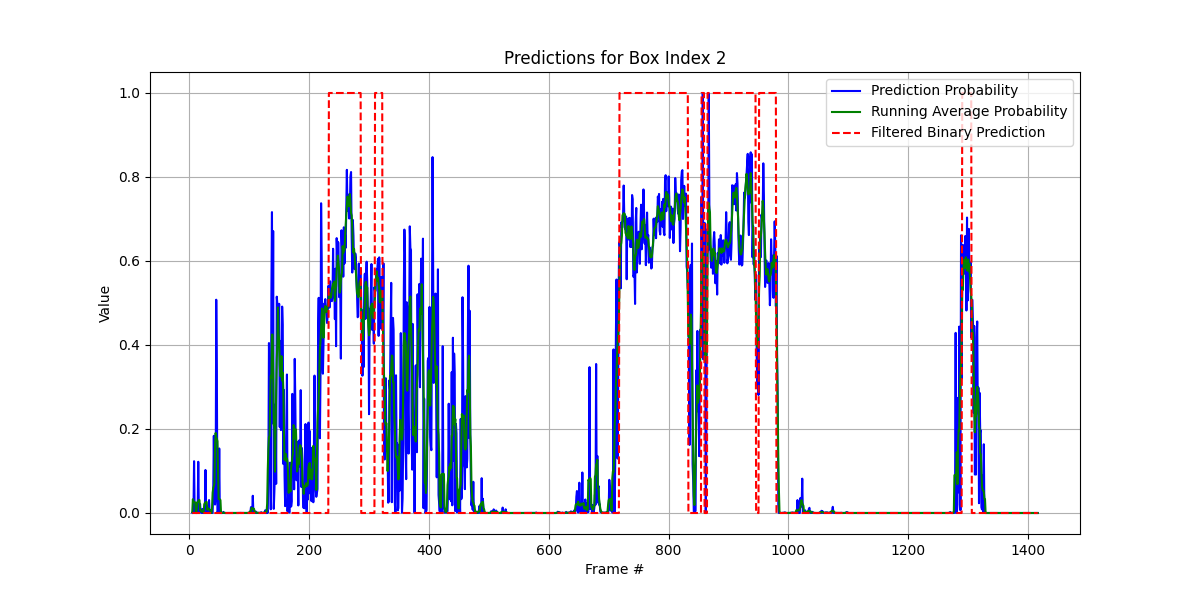 Predictions for Box Index 2
Prediction Probability
Running Average Probability
Filtered Binary Prediction
Value
1.0
0.8
0.6
0.4
0.2
0.0
0 200 400 600 800 1000 1200 1400
Frame #